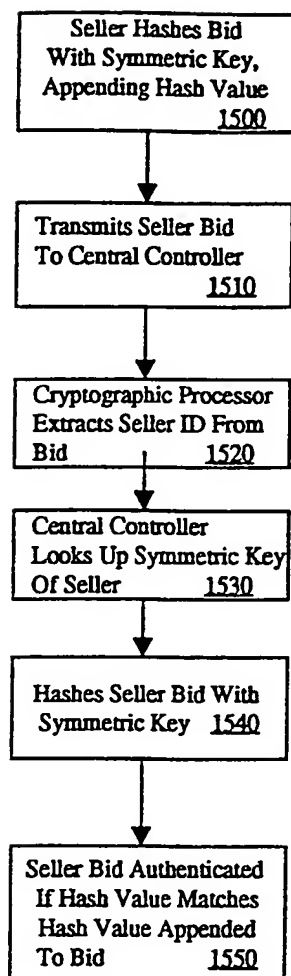 Seller Hashes Bid
With Symmetric Key,
Appending Hash Value
1500
Transmits Seller Bid
To Central Controller
1510
Cryptographic Processor
Extracts Seller ID From
Bid 1520
Central Controller
Looks Up Symmetric Key
Of Seller 1530
Hashes Seller Bid With
Symmetric Key 1540
Seller Bid Authenticated
If Hash Value Matches
Hash Value Appended
To Bid 1550